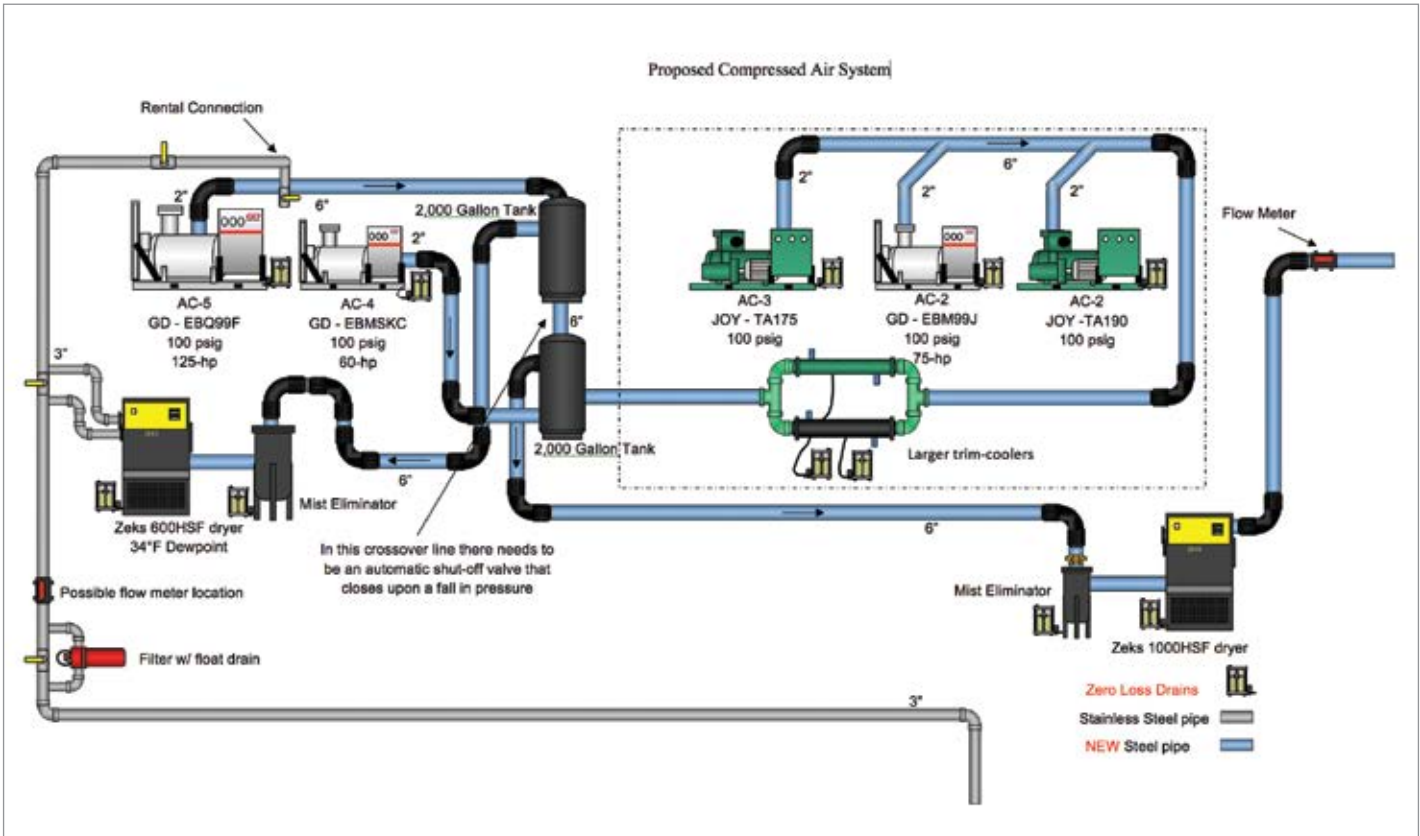 Proposed Compressed Air System
Rental Connection
2"
6"
2,000 Gallon Tank
2"
6"
AC-5
GD - EBQ99F
100 psig
125-hp
AC-4
GD - EBMSKC
100 psig
60-hp
6"
2"
2"
2"
AC-3
JOY - TA175
100 psig
AC-2
GD - EBM99J
100 psig
75-hp
AC-2
JOY -TA190
100 psig
Flow Meter
3"
2,000 Gallon Tank
6"
Larger trim-coolers
Mist Eliminator
Zeks 600HSF dryer
34°F Dewpoint
In this crossover line there needs to
be an automatic shut-off valve that
closes upon a fall in pressure
6"
Mist Eliminator
Zeks 1000HSF dryer
Possible flow meter location
Filter w/ float drain
3"
Zero Loss Drains
Stainless Steel pipe
NEW Steel pipe